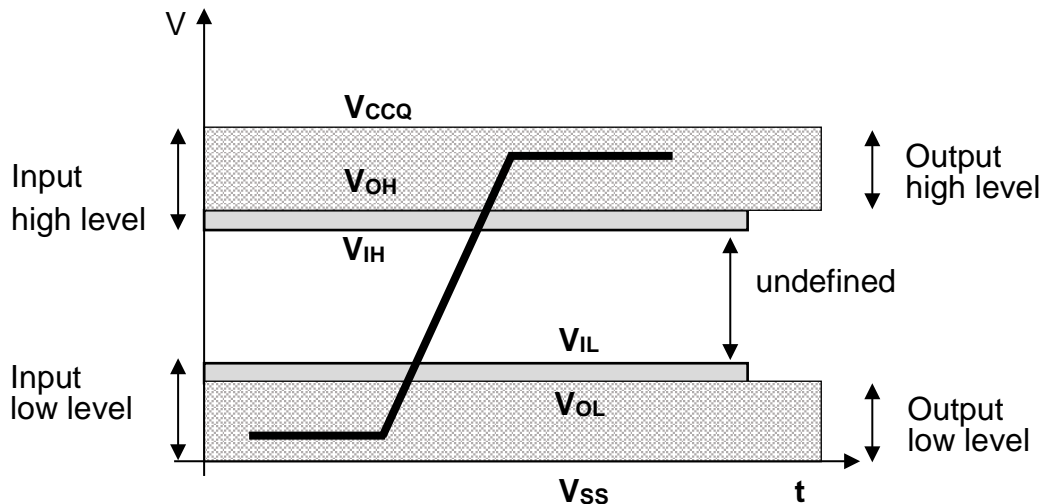 V
VCCQ
Input
high level
VOH
Output
high level
VIH
undefined
VIL
Input
low level
VOL
Output
low level
VSS
t